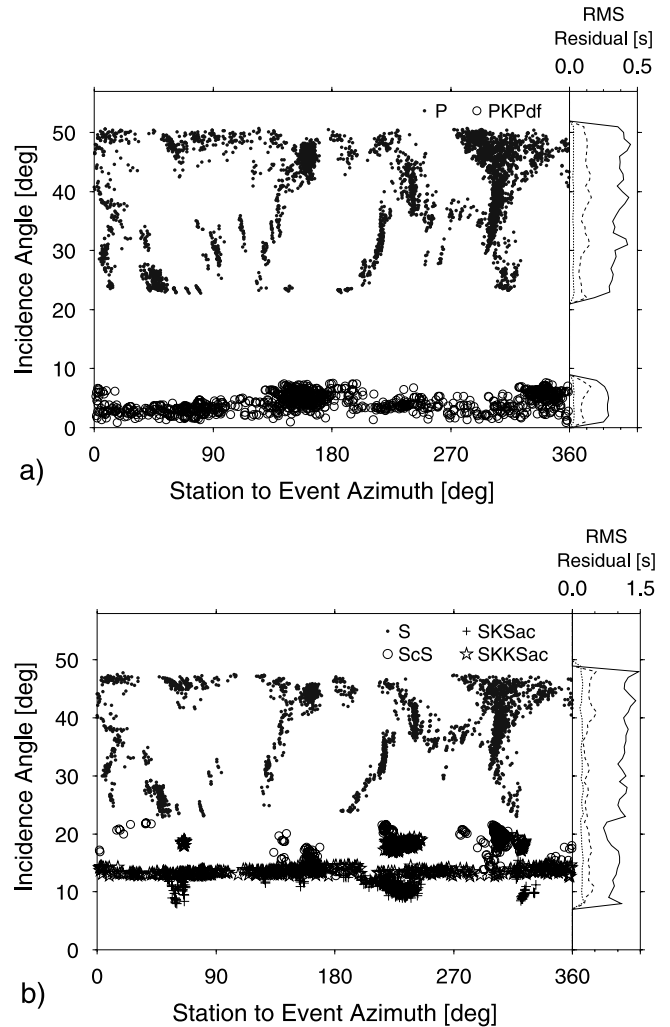 RMS
Residual [s]
0.0 0.5
P PKPdf
50
40
30
20
10
0
Incidence Angle [deg]
0 90 180 270 360
a)
Station to Event Azimuth [deg]
RMS
Residual [s]
0.0 1.5
S SKSac
ScS SKKSac
50
40
30
20
10
0
Incidence Angle [deg]
0 90 180 270 360
b)
Station to Event Azimuth [deg]